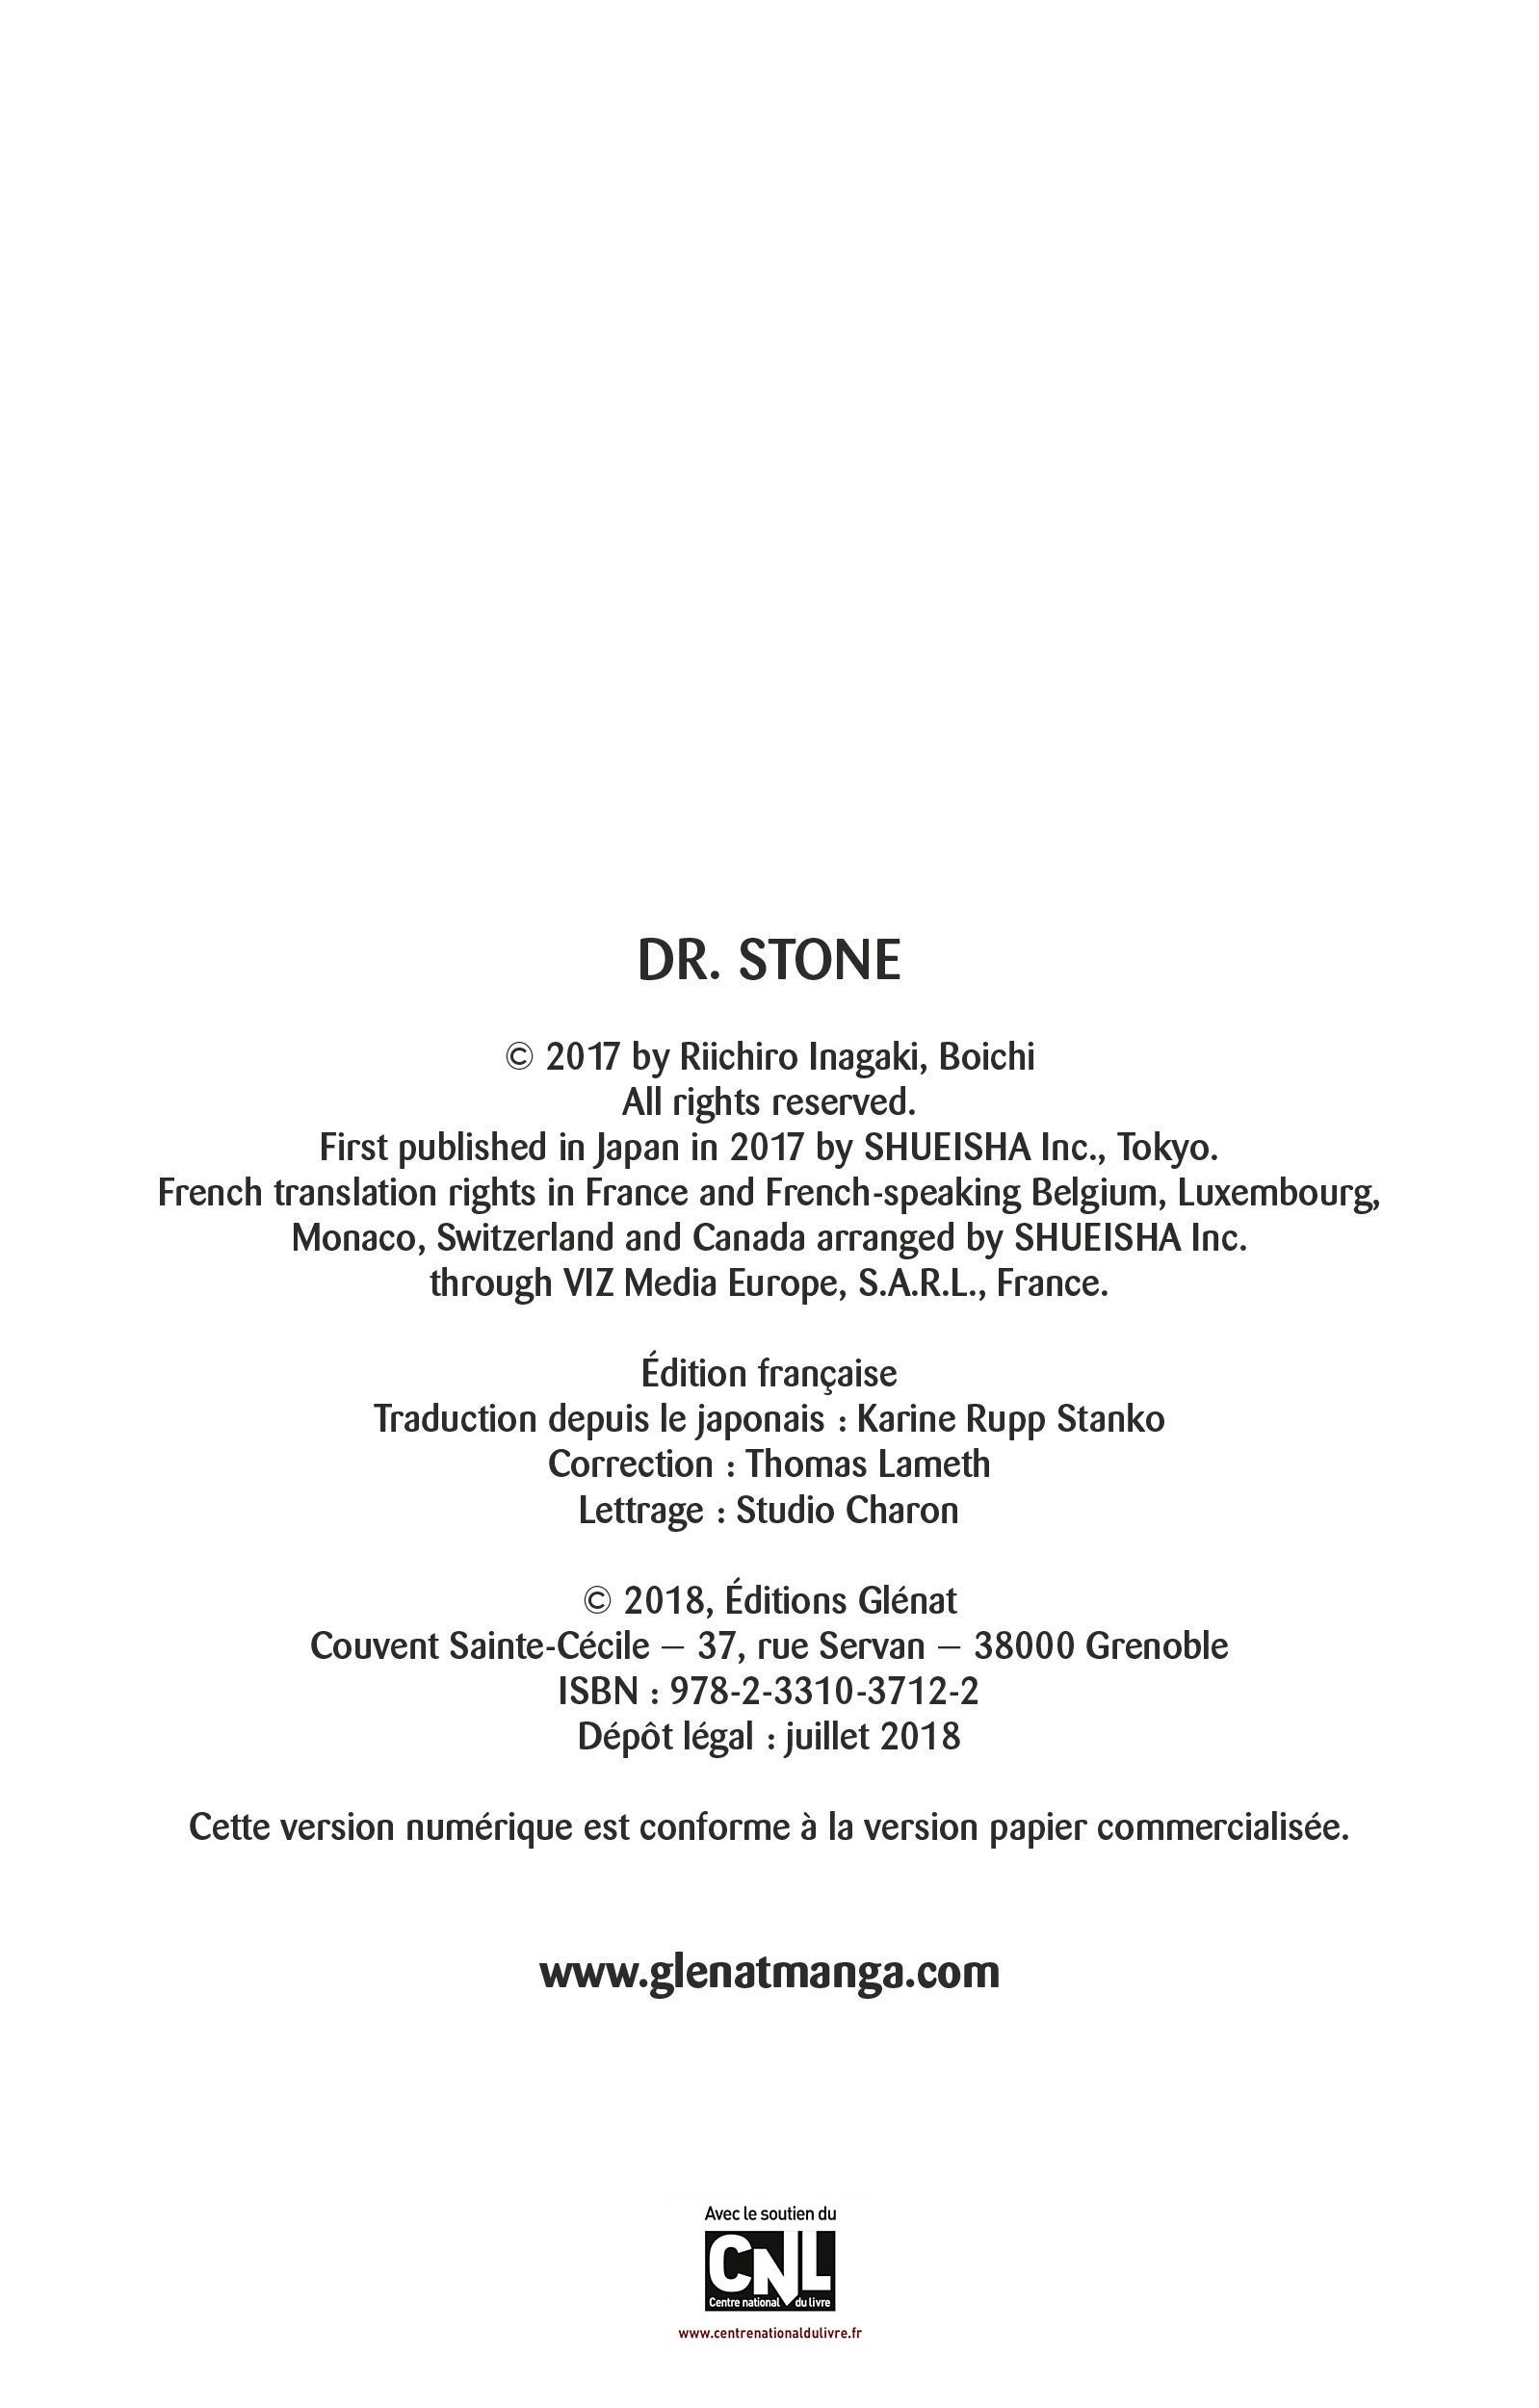 DR. STONE
© 2017 by Riichiro Inagaki, Boichi
All rights reserved.
First published in Japan in 2017 by SHUEISHA Inc., Tokyo.
French translation rights in France and French-speaking Belgium, Luxembourg,
Monaco, Switzerland and Canada arranged by SHUEISHA Inc.
through VIZ Media Europe, S.A.R.L., France.
Édition française
Traduction depuis le japonais : Karine Rupp Stanko
Correction : Thomas Lameth
Lettrage : Studio Charon
© 2018, Éditions Glénat
Couvent Sainte-Cécile – 37, rue Servan – 38000 Grenoble
ISBN : 978-2-3310-3712-2
Dépôt légal : juillet 2018
Cette version numérique est conforme à la version papier commercialisée.
www.glenatmanga.com
Avec le soutien du
CNL
Centre national du livre
www.centrenationaldulivre.fr